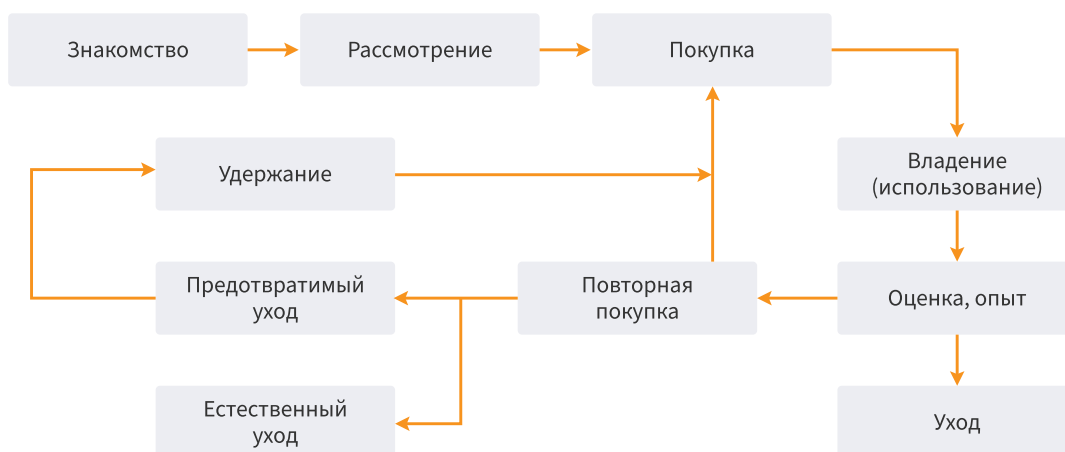 Знакомство
Рассмотрение
Покупка
Удержание
Владение
(использование)
Предотвратимый
уход
Повторная
покупка
Оценка, опыт
Естественный
уход
Уход